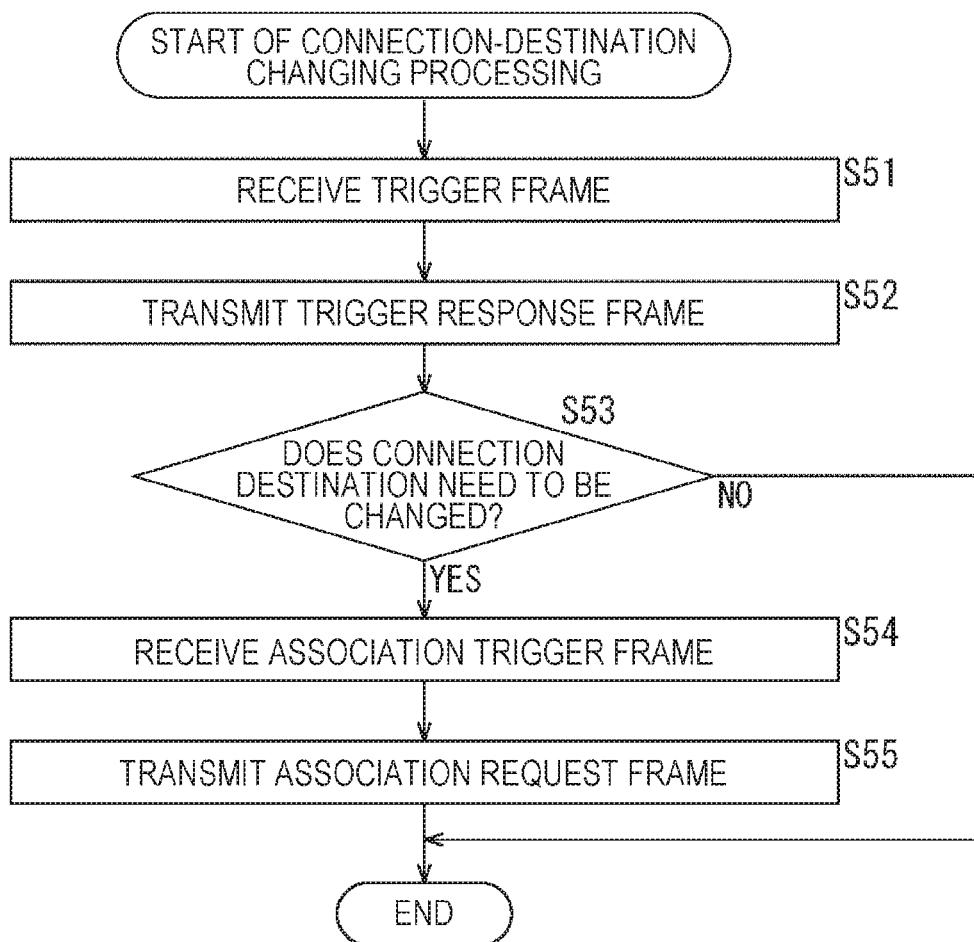 START OF CONNECTION-DESTINATION
CHANGING PROCESSING
S51
RECEIVE TRIGGER FRAME
S52
TRANSMIT TRIGGER RESPONSE FRAME
S53
DOES CONNECTION
DESTINATION NEED TO BE
CHANGED?
NO
YES
S54
RECEIVE ASSOCIATION TRIGGER FRAME
S55
TRANSMIT ASSOCIATION REQUEST FRAME
END